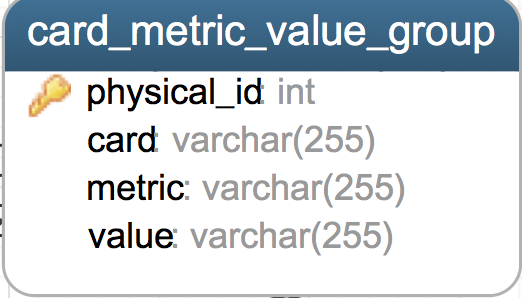 card_metric_value_group
physical_id: int
card: varchar(255)
metric: varchar(255)
value: varchar(255)